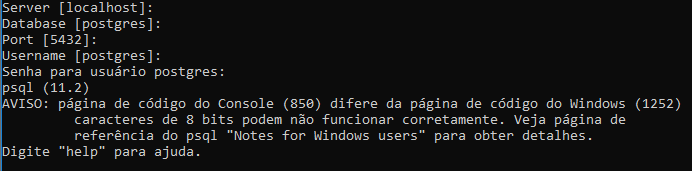 Server [localhost]:
Database [postgres]:
Port [5432]:
Username [postgres]:
Senha para usuário postgres:
psql (11.2)
AVISO: página de código do Console (850) difere da página de código do Windows (1252)
caracteres de 8 bits podem não funcionar corretamente. Veja página de
referência do psql "Notes for Windows users" para obter detalhes.
Digite "help" para ajuda.